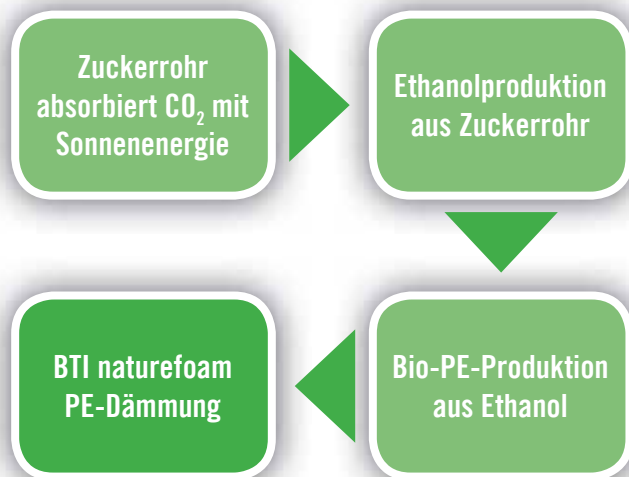 Zuckerrohr
absorbiert CO₂ mit
Sonnenenergie
Ethanolproduktion
aus Zuckerrohr
BTI naturefoam
PE-Dämmung
Bio-PE-Produktion
aus Ethanol